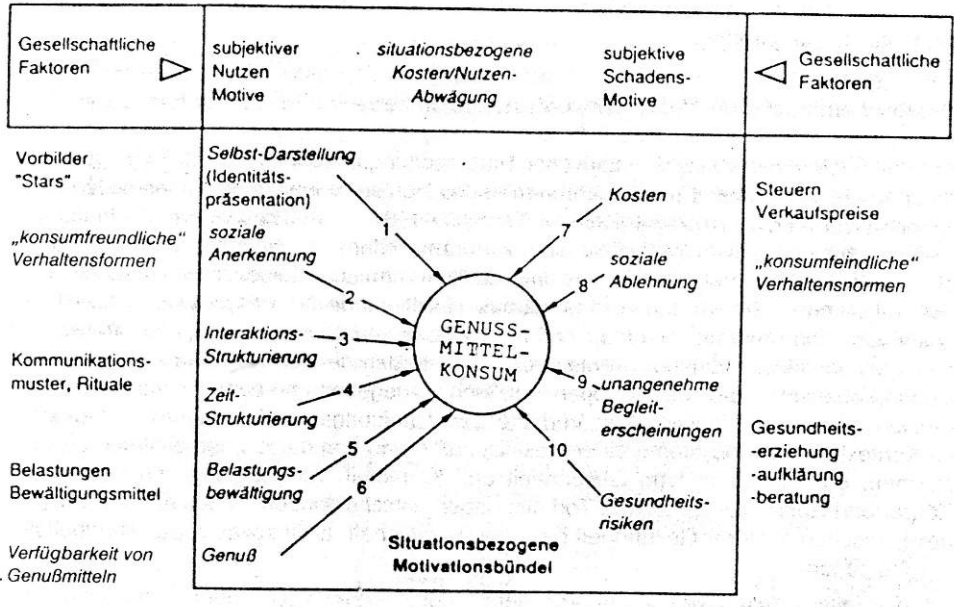 Gesellschaftliche
Faktoren
subjektiver
Nutzen
Motive
situationsbezogene
Kosten/Nutzen-
Abwägung
subjektive
Schadens-
Motive
Gesellschaftliche
Faktoren
Vorbilder
"Stars"
„konsumfreundliche"
Verhaltensformen
Kommunikations-
muster, Rituale
Belastungen
Bewältigungsmittel
Verfügbarkeit von
Genußmitteln
Selbst-Darstellung
(Identitäts-
präsentation)
soziale
Anerkennung
Interaktions-
Strukturierung
Zeit-
Strukturierung
Belastungs-
bewältigung
Genuß
1
2
3
4
5
6
GENUSS-
MITTEL-
KONSUM
7
8
9
10
Kosten
soziale
Ablehnung
unangenehme
Begleit-
erscheinungen
Gesundheits-
risiken
Situationsbezogene
Motivationsbündel
Steuern
Verkaufspreise
„konsumfeindliche"
Verhaltensnormen
Gesundheits-
-erziehung
-aufklärung
-beratung